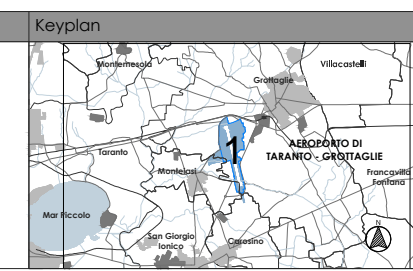 Keyplan
Montemesola
Villacastelli
Grottaglie
1
AEROPORTO DI
TARANTO - GROTTAGLIE
Taranto
Monteiasi
Francavilla
Fontana
Mar Piccolo
San Giorgio
Ionico
Carosino
N